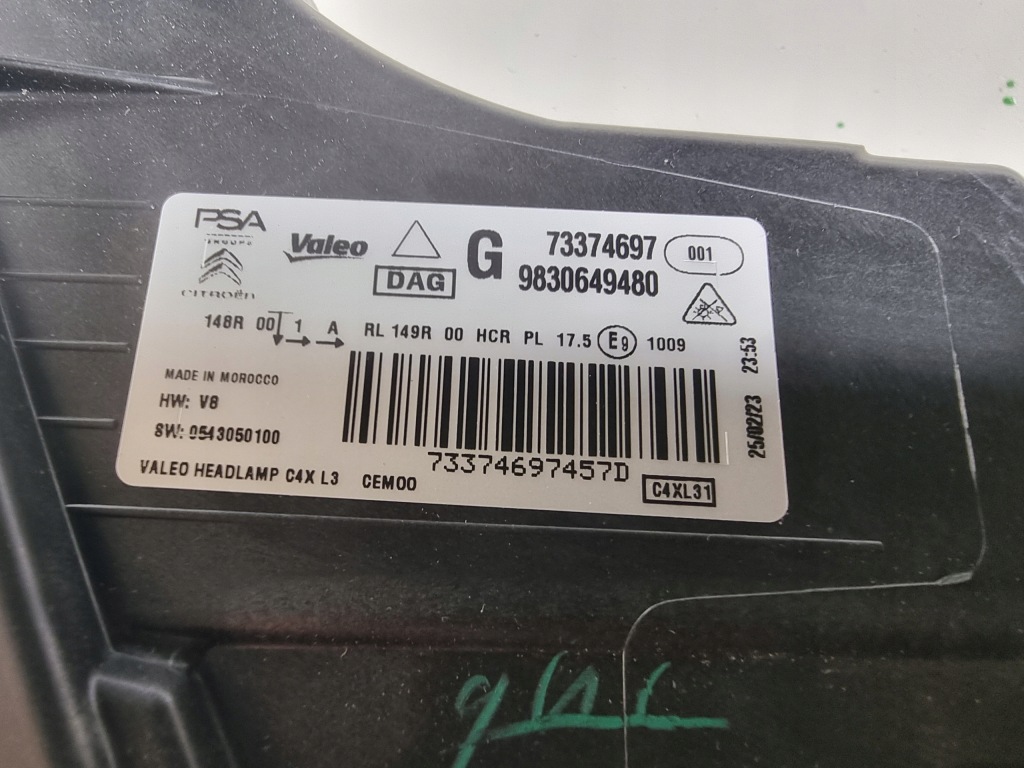 PSA
GROUPE
CITROËN
Valeo
DAG
G
73374697
001
9830649480
148R 00 1 A RL 149R 00 HCR PL 17.5 E9 1009
MADE IN MOROCCO
HW: V8
SW: 0543050100
73374697457D
VALEO HEADLAMP C4X L3 CEM00
C4XL31
25/02/23 23:53